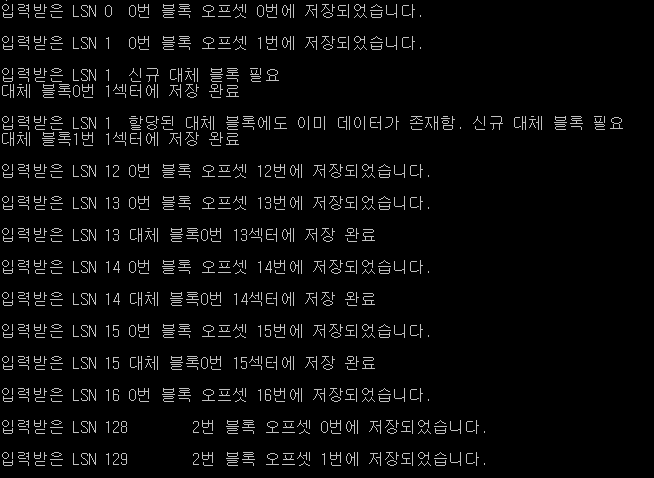 입력받은 LSN 0  0번 블록 오프셋 0번에 저장되었습니다.
입력받은 LSN 1  0번 블록 오프셋 1번에 저장되었습니다.
입력받은 LSN 1  신규 대체 블록 필요
대체 블록0번 1섹터에 저장 완료
입력받은 LSN 1  할당된 대체 블록에도 이미 데이터가 존재함. 신규 대체 블록 필요
대체 블록1번 1섹터에 저장 완료
입력받은 LSN 12 0번 블록 오프셋 12번에 저장되었습니다.
입력받은 LSN 13 0번 블록 오프셋 13번에 저장되었습니다.
입력받은 LSN 13 대체 블록0번 13섹터에 저장 완료
입력받은 LSN 14 0번 블록 오프셋 14번에 저장되었습니다.
입력받은 LSN 14 대체 블록0번 14섹터에 저장 완료
입력받은 LSN 15 0번 블록 오프셋 15번에 저장되었습니다.
입력받은 LSN 15 대체 블록0번 15섹터에 저장 완료
입력받은 LSN 16 0번 블록 오프셋 16번에 저장되었습니다.
입력받은 LSN 128        2번 블록 오프셋 0번에 저장되었습니다.
입력받은 LSN 129        2번 블록 오프셋 1번에 저장되었습니다.